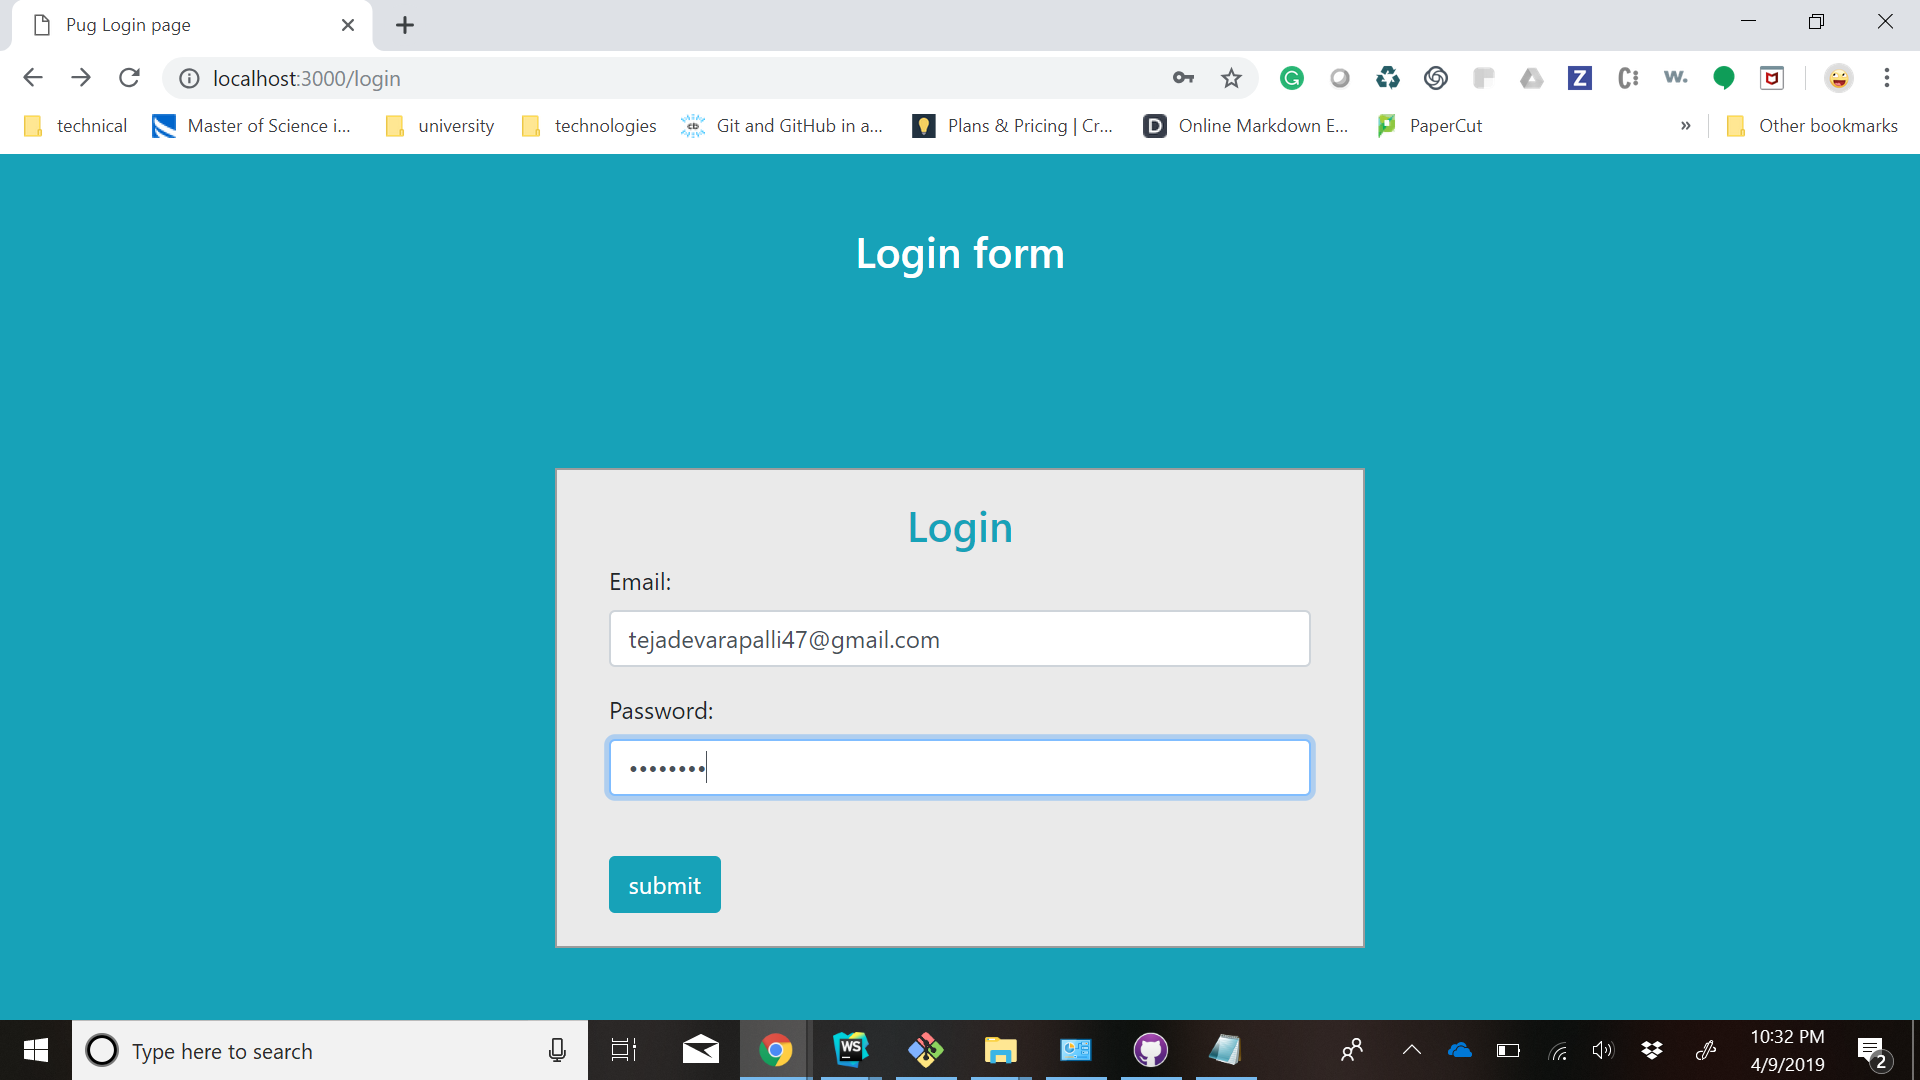 Pug Login page
localhost:3000/login
technical
Master of Science i...
university
technologies
Git and GitHub in a...
Plans & Pricing | Cr...
Online Markdown E...
PaperCut
»
Other bookmarks
Login form
Login
Email:
tejadevarapalli47@gmail.com
Password:
••••••••
submit
Type here to search
10:32 PM
4/9/2019
2